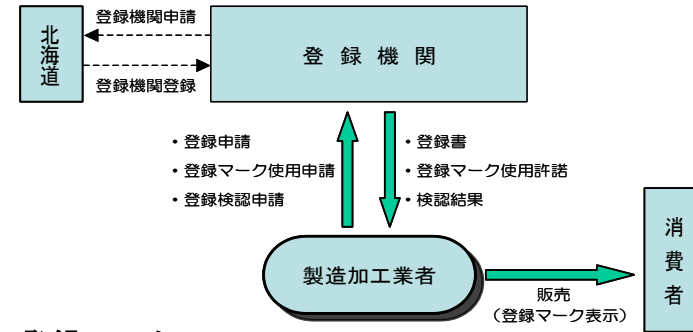 登録機関申請
北海道
登録機関
登録機関登録
・登録申請
・登録マーク使用申請
・登録検認申請
・登録書
・登録マーク使用許諾
・検認結果
消費者
製造加工業者
販売
（登録マーク表示）